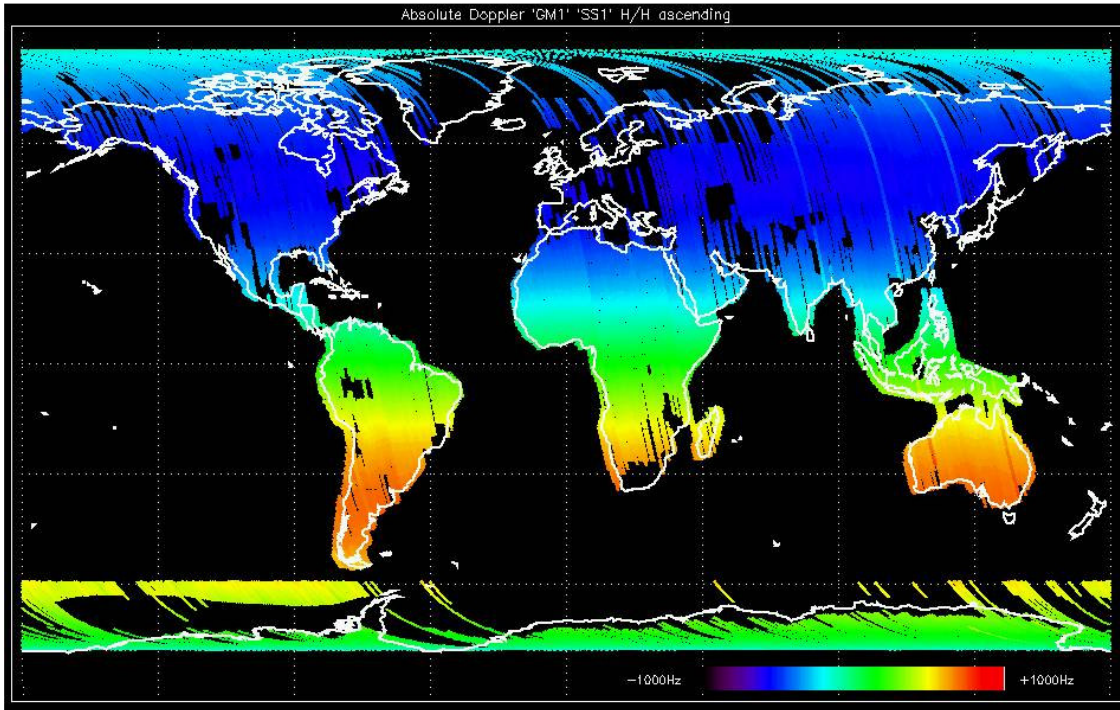 Absolute Doppler 'GM1' 'SS1' H/H ascending
-1000Hz +1000Hz